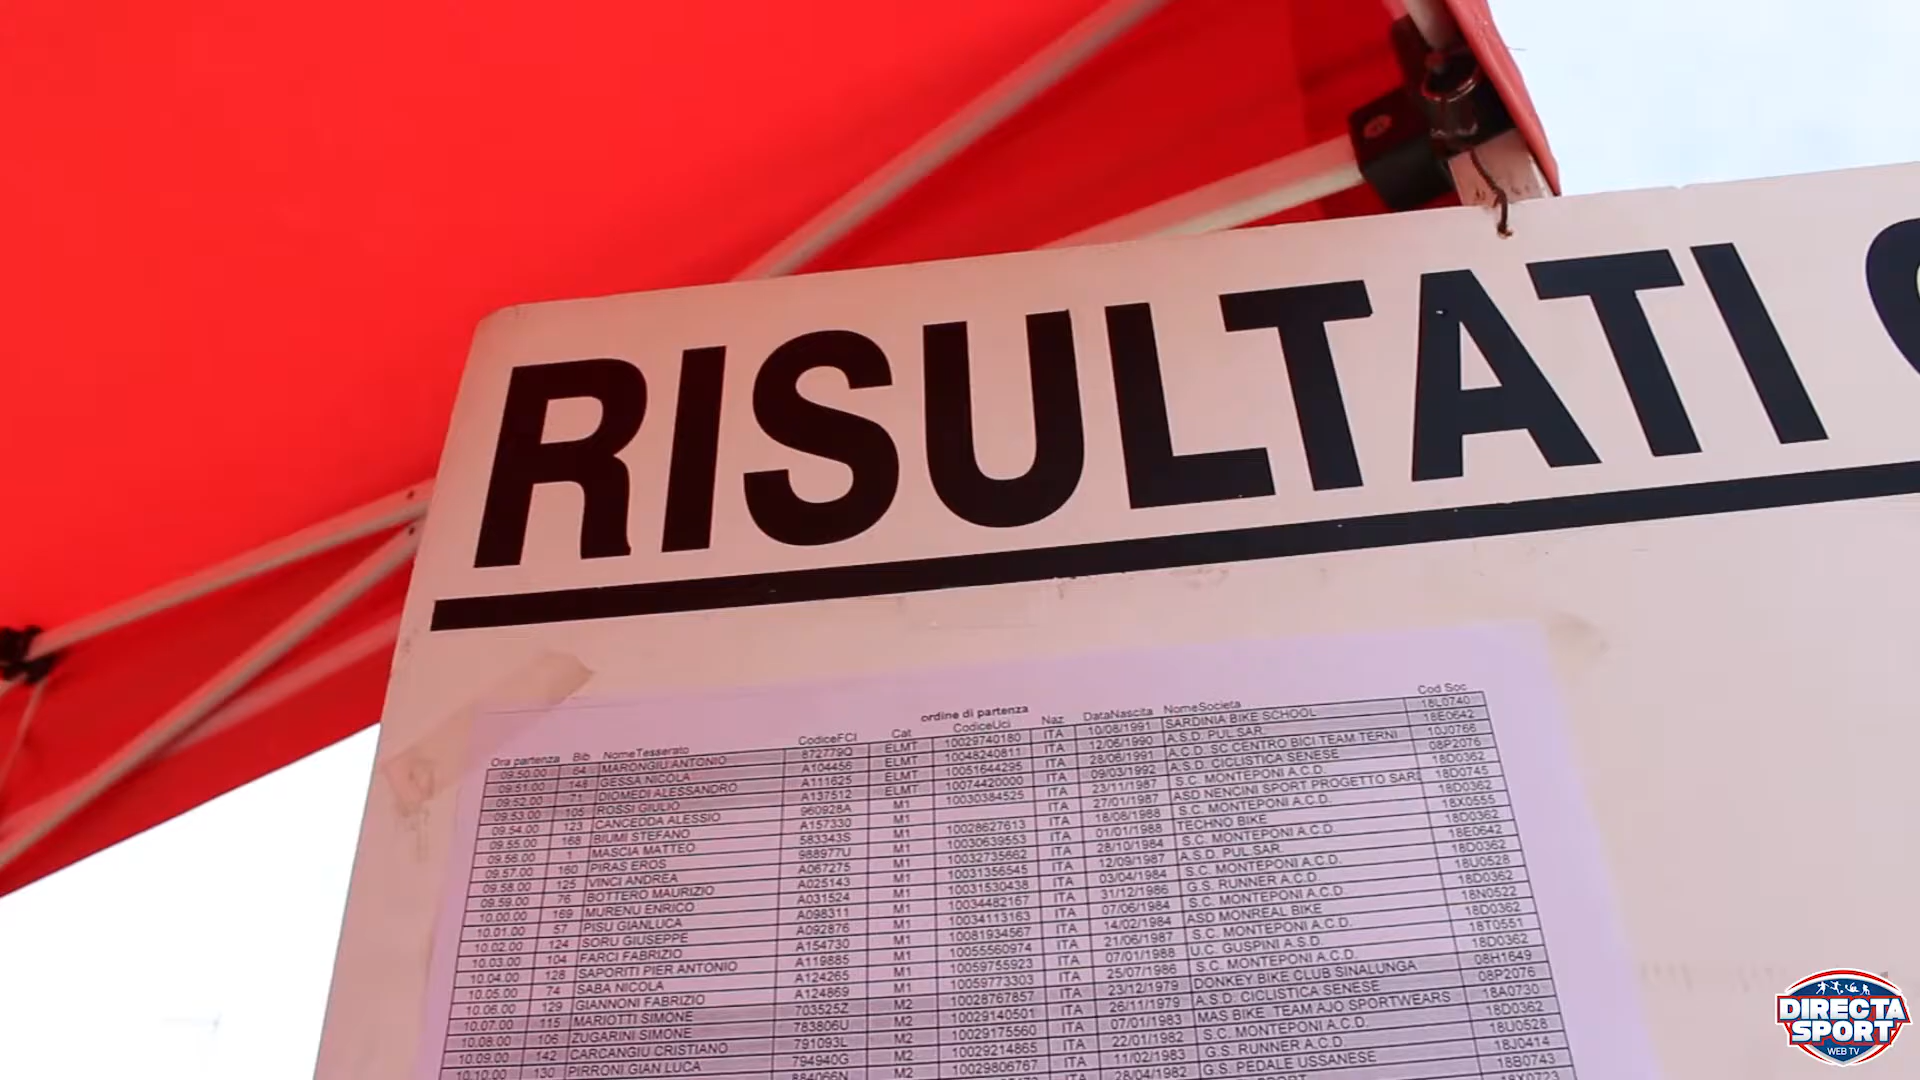 RISULTATI
ordine di partenza
Ora partenza Bib NomeTesserato CodiceFCI Cat CodiceUci Naz DataNascita NomeSocieta Cod Soc
09.50.00 64 MARONGIU ANTONIO 872779Q ELMT 10029740180 ITA 10/08/1991 SARDINIA BIKE SCHOOL 18L0740
09.51.00 148 GESSA NICOLA A104456 ELMT 10048240811 ITA 12/06/1990 A.S.D. PUL SAR. 18E0642
09.52.00 71 DIOMEDI ALESSANDRO A111625 ELMT 10051644295 ITA 28/06/1991 A.C.D. SC CENTRO BICI TEAM TERNI 10J0766
09.53.00 105 ROSSI GIULIO A137512 ELMT 10074420000 ITA 09/03/1992 A.S.D. CICLISTICA SENESE 08P2076
09.54.00 123 CANCEDDA ALESSIO 960928A M1 10030384525 ITA 23/11/1987 S.C. MONTEPONI A.C.D. 18D0362
09.55.00 168 BIUMI STEFANO A157330 M1 ITA 27/01/1987 ASD NENCINI SPORT PROGETTO SARD 18D0745
09.56.00 1 MASCIA MATTEO 583343S M1 10028627613 ITA 18/08/1988 S.C. MONTEPONI A.C.D. 18D0362
09.57.00 160 PIRAS EROS 988977U M1 10030639553 ITA 01/01/1988 TECHNO BIKE 18X0555
09.58.00 125 VINCI ANDREA A067275 M1 10032735662 ITA 28/10/1984 S.C. MONTEPONI A.C.D. 18D0362
09.59.00 76 BOTTERO MAURIZIO A025143 M1 10031356545 ITA 12/09/1987 A.S.D. PUL SAR. 18E0642
10.00.00 169 MURENU ENRICO A031524 M1 10031530438 ITA 03/04/1984 S.C. MONTEPONI A.C.D. 18D0362
10.01.00 57 PISU GIANLUCA A098311 M1 10034482167 ITA 31/12/1986 G.S. RUNNER A.C.D. 18U0528
10.02.00 124 SORU GIUSEPPE A092876 M1 10034113163 ITA 07/06/1984 S.C. MONTEPONI A.C.D. 18D0362
10.03.00 104 FARCI FABRIZIO A154730 M1 10081934567 ITA 14/02/1984 ASD MONREAL BIKE 18N0522
10.04.00 128 SAPORITI PIER ANTONIO A119885 M1 10055560974 ITA 21/06/1987 S.C. MONTEPONI A.C.D. 18D0362
10.05.00 74 SABA NICOLA A124265 M1 10059755923 ITA 07/01/1988 U.C. GUSPINI A.S.D. 18T0551
10.06.00 129 GIANNONI FABRIZIO A124869 M1 10059773303 ITA 25/07/1986 S.C. MONTEPONI A.C.D. 18D0362
10.07.00 115 MARIOTTI SIMONE 703525Z M2 10028767857 ITA 23/12/1979 DONKEY BIKE CLUB SINALUNGA 08H1649
10.08.00 106 ZUGARINI SIMONE 783806U M2 10029140501 ITA 26/11/1979 A.S.D. CICLISTICA SENESE 08P2076
10.09.00 142 CARCANGIU CRISTIANO 791093L M2 10029175560 ITA 07/01/1983 MAS BIKE TEAM AJO SPORTWEARS 18A0730
10.10.00 130 PIRRONI GIAN LUCA 794940G M2 10029214865 ITA 22/01/1982 S.C. MONTEPONI A.C.D. 18D0362
M2 10029806767 ITA 11/02/1983 G.S. RUNNER A.C.D. 18U0528
28/04/1982 G.S. PEDALE USSANESE 18J0414
18B0743
DIRECTA
SPORT
WEB TV